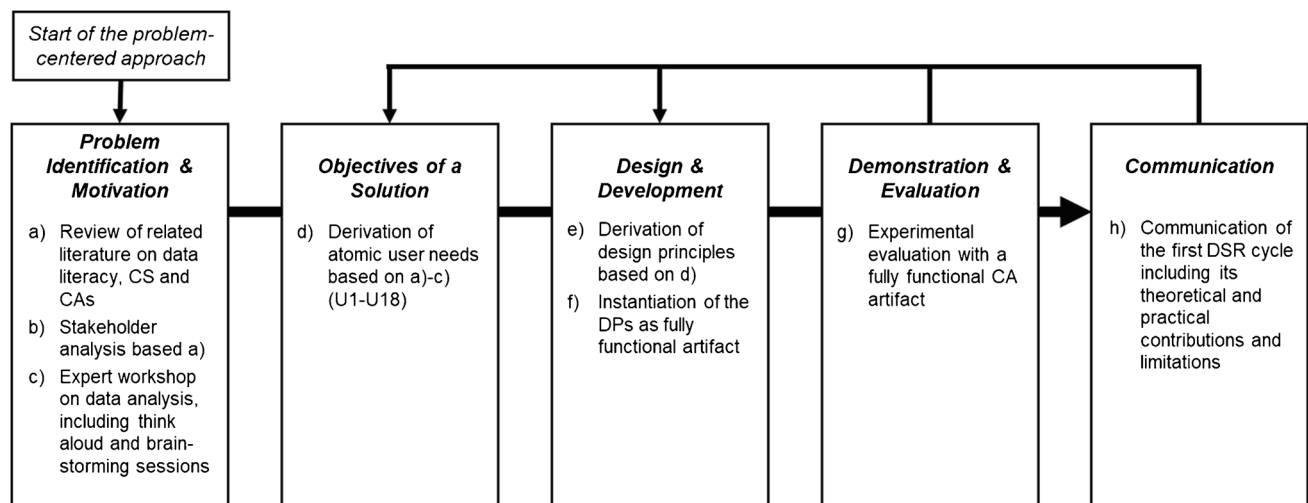 Start of the problem-
centered approach
Problem
Identification &
Motivation
a) Review of related
literature on data
literacy, CS and
CAs
b) Stakeholder
analysis based a)
c) Expert workshop
on data analysis,
including think
aloud and brain-
storming sessions
Objectives of a
Solution
d) Derivation of
atomic user needs
based on a)-c)
(U1-U18)
Design &
Development
e) Derivation of
design principles
based on d)
f) Instantiation of the
DPs as fully
functional artifact
Demonstration &
Evaluation
g) Experimental
evaluation with a
fully functional CA
artifact
Communication
h) Communication of
the first DSR cycle
including its
theoretical and
practical
contributions and
limitations